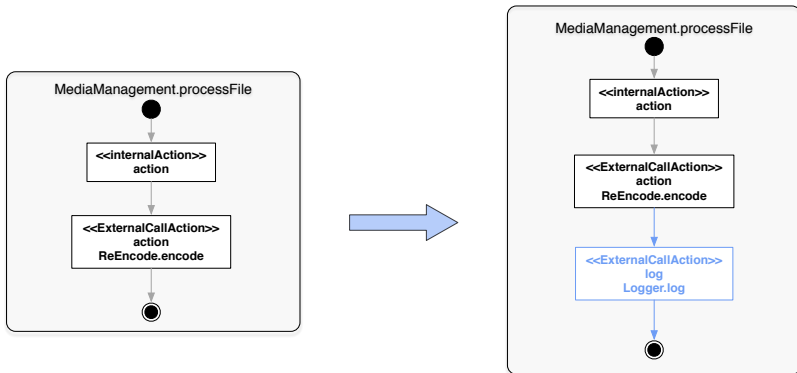 MediaManagement.processFile
<<internalAction>>
action
<<ExternalCallAction>>
action
ReEncode.encode
MediaManagement.processFile
<<internalAction>>
action
<<ExternalCallAction>>
action
ReEncode.encode
<<ExternalCallAction>>
log
Logger.log